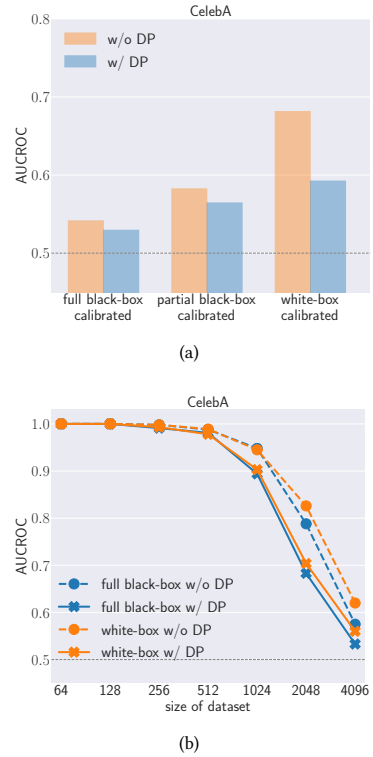 CelebA
0.8
0.7
0.6
0.5
AUCROC
w/o DP
w/ DP
full black-box
calibrated
partial black-box
calibrated
white-box
calibrated
(a)
CelebA
1.0
0.9
0.8
0.7
0.6
0.5
AUCROC
full black-box w/o DP
full black-box w/ DP
white-box w/o DP
white-box w/ DP
64 128 256 512 1024 2048 4096
size of dataset
(b)